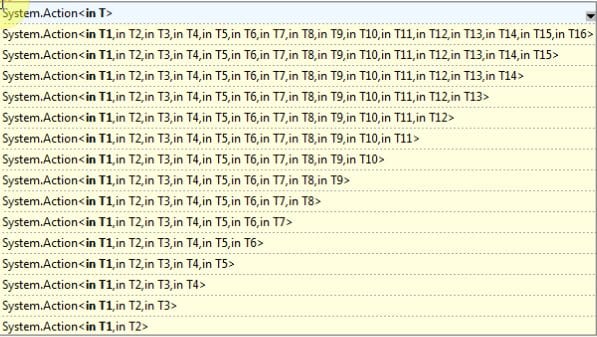 System.Action<in T>
System.Action<in T1,in T2,in T3,in T4,in T5,in T6,in T7,in T8,in T9,in T10,in T11,in T12,in T13,in T14,in T15,in T16>
System.Action<in T1,in T2,in T3,in T4,in T5,in T6,in T7,in T8,in T9,in T10,in T11,in T12,in T13,in T14,in T15>
System.Action<in T1,in T2,in T3,in T4,in T5,in T6,in T7,in T8,in T9,in T10,in T11,in T12,in T13,in T14>
System.Action<in T1,in T2,in T3,in T4,in T5,in T6,in T7,in T8,in T9,in T10,in T11,in T12,in T13>
System.Action<in T1,in T2,in T3,in T4,in T5,in T6,in T7,in T8,in T9,in T10,in T11,in T12>
System.Action<in T1,in T2,in T3,in T4,in T5,in T6,in T7,in T8,in T9,in T10,in T11>
System.Action<in T1,in T2,in T3,in T4,in T5,in T6,in T7,in T8,in T9,in T10>
System.Action<in T1,in T2,in T3,in T4,in T5,in T6,in T7,in T8,in T9>
System.Action<in T1,in T2,in T3,in T4,in T5,in T6,in T7,in T8>
System.Action<in T1,in T2,in T3,in T4,in T5,in T6,in T7>
System.Action<in T1,in T2,in T3,in T4,in T5,in T6>
System.Action<in T1,in T2,in T3,in T4,in T5>
System.Action<in T1,in T2,in T3,in T4>
System.Action<in T1,in T2,in T3>
System.Action<in T1,in T2>